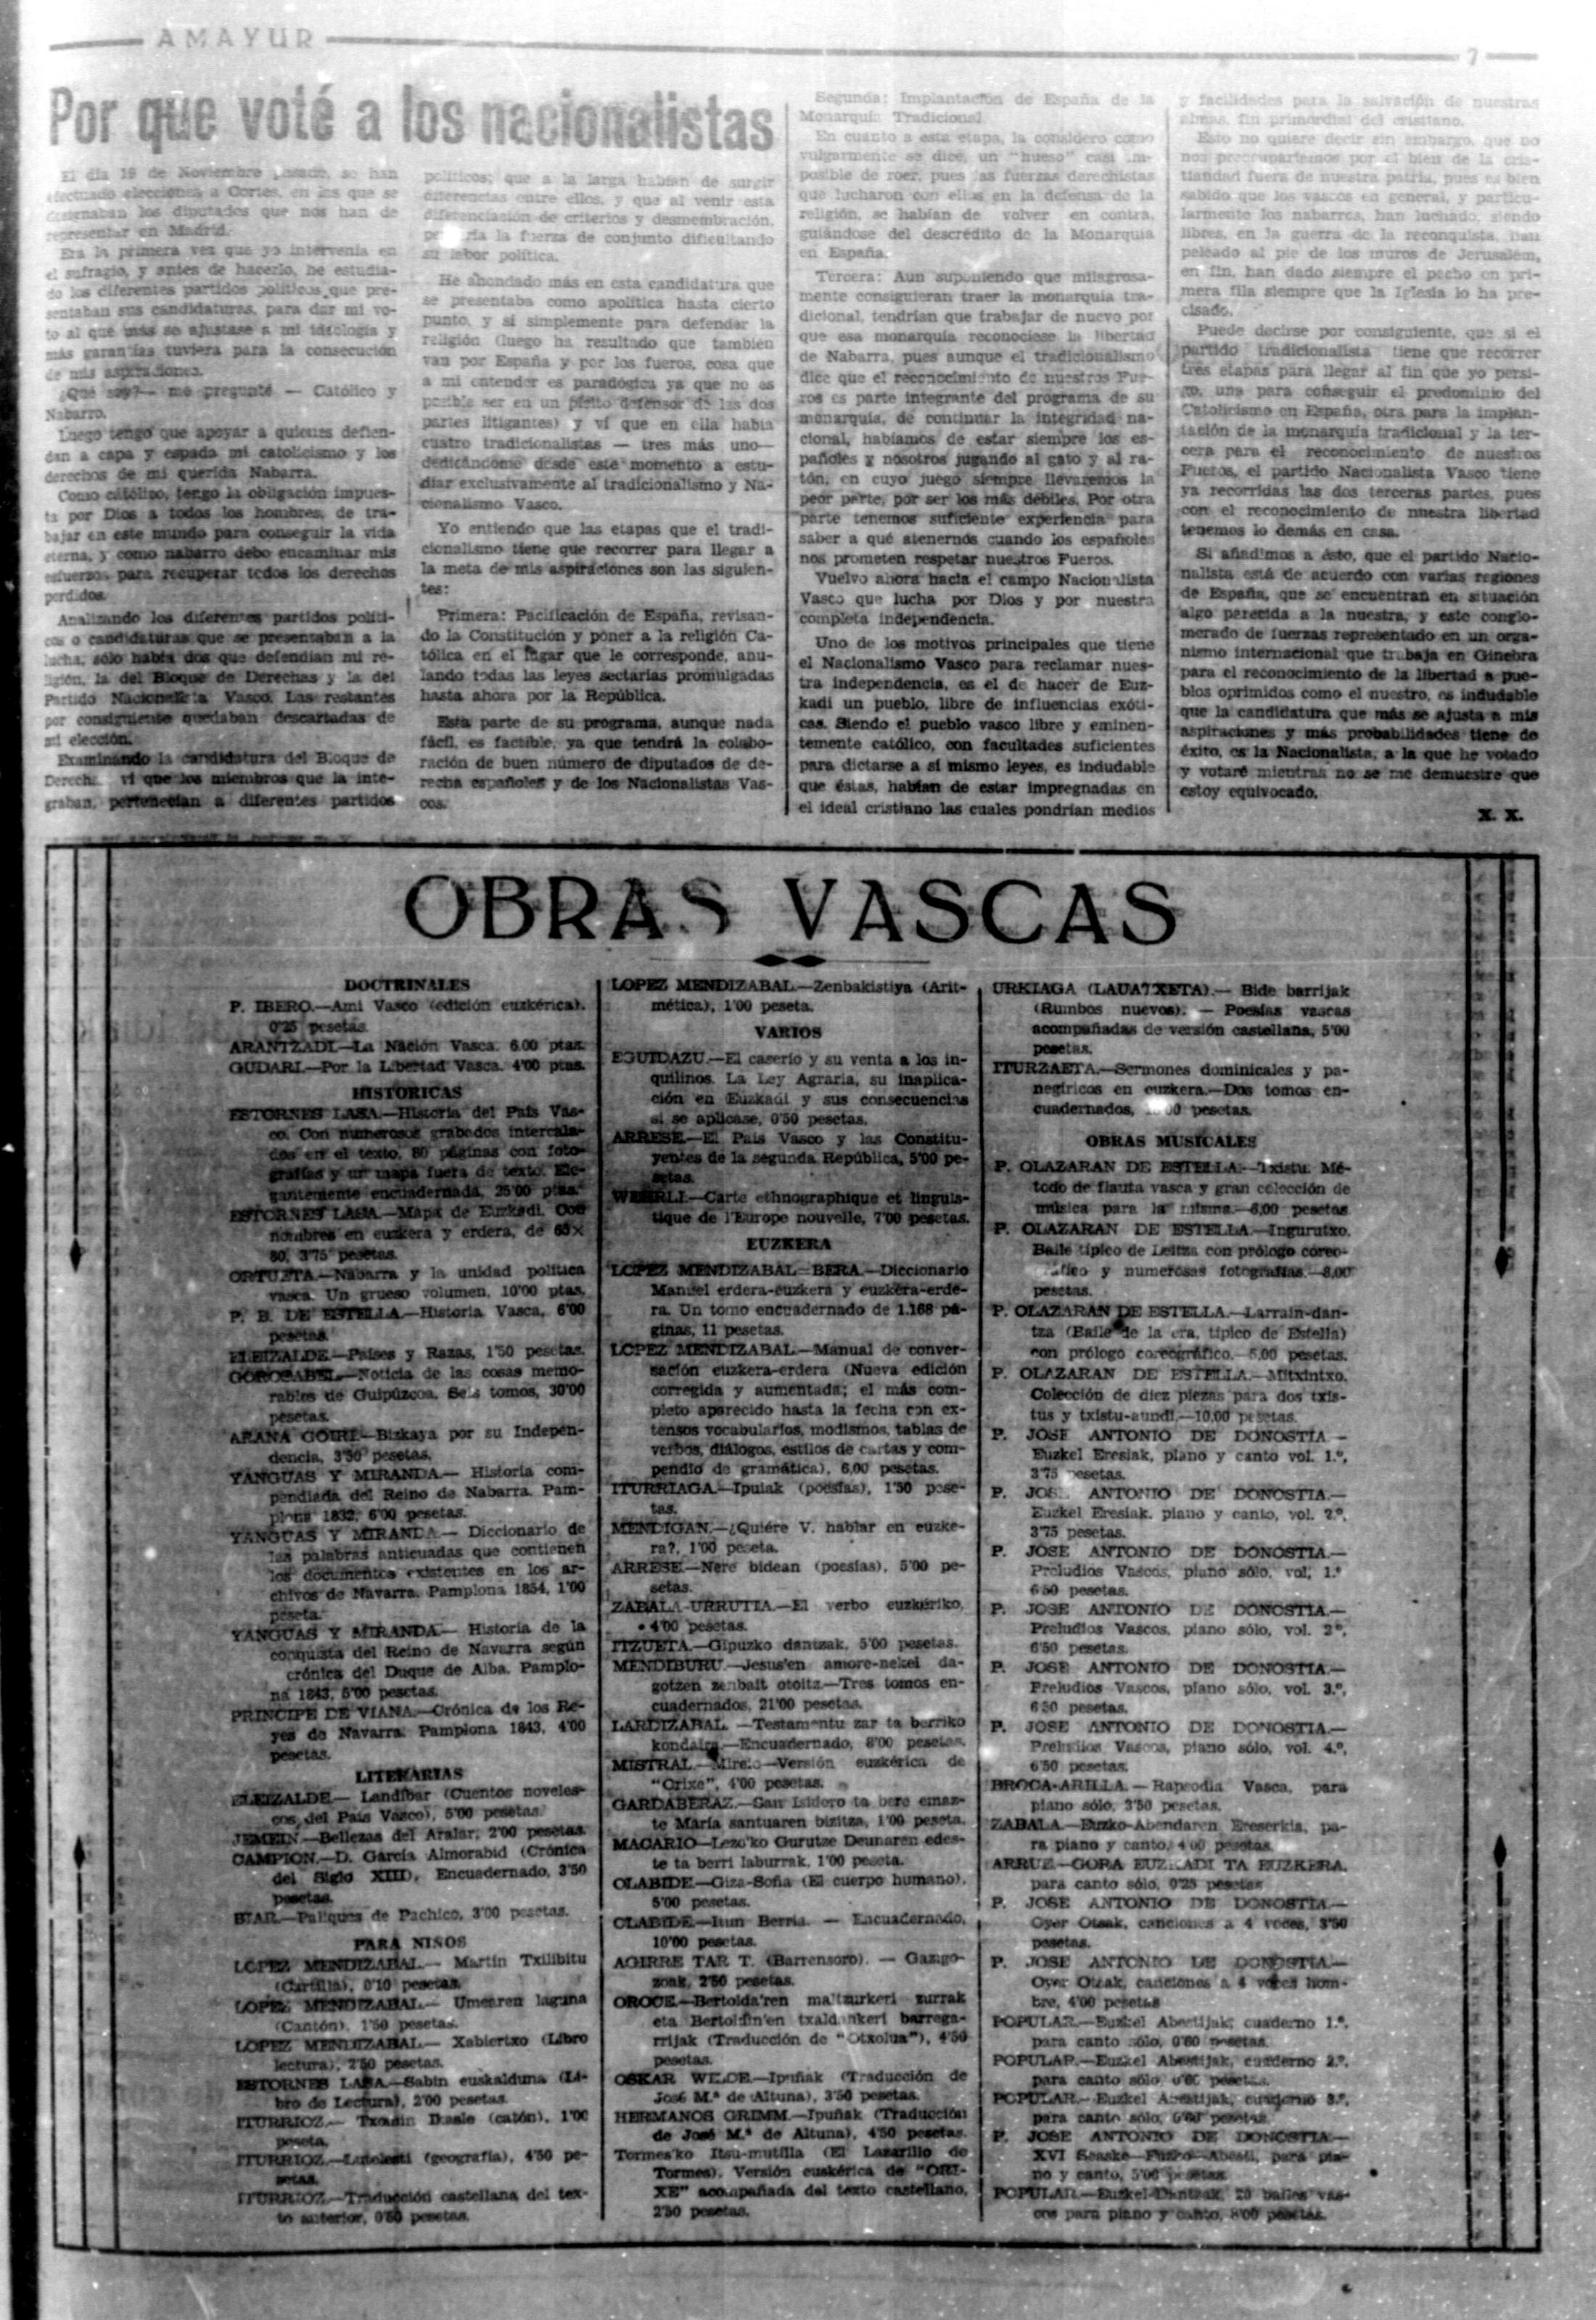 AMAYUR
7
Por que voté a los nacionalistas
El día 19 de Noviembre pasado, se han
efectuado elecciones a Cortes, en las que se
designaban los diputados que nos han de
representar en Madrid.
Era la primera vez que yo intervenía en
el sufragio, y antes de hacerlo, he estudia-
do los diferentes partidos políticos que pre-
sentaban sus candidaturas, para dar mi vo-
to al que más se ajustase a mi ideología y
más garantías tuviera para la consecución
de mis aspiraciones.
¿Qué soy?— me pregunté — Católico y
Nabarro.
Luego tengo que apoyar a quienes defien-
dan a capa y espada mi catolicismo y los
derechos de mi querida Nabarra.
Como católico, tengo la obligación impues-
ta por Dios a todos los hombres, de tra-
bajar en este mundo para conseguir la vida
eterna, y como nabarro debo encaminar mis
esfuerzos para recuperar todos los derechos
perdidos.
Analizando los diferentes partidos políti-
cos o candidaturas que se presentaban a la
lucha, sólo había dos que defendían mi re-
ligión, la del Bloque de Derechas y la del
Partido Nacionalista Vasco. Las restantes
por consiguiente quedaban descartadas de
mi elección.
Examinando la candidatura del Bloque de
Derech. vi que los miembros que la inte-
graban, pertenecían a diferentes partidos
políticos; que a la larga habían de surgir
diferencias entre ellos, y que al venir esta
diferenciación de criterios y desmembración,
la fuerza de conjunto dificultando
su labor política.
He ahondado más en esta candidatura que
se presentaba como apolítica hasta cierto
punto, y sí simplemente para defender la
religión (luego ha resultado que también
van por España y por los fueros, cosa que
a mi entender es paradógica ya que no es
posible ser en un pleito defensor de las dos
partes litigantes) y ví que en ella había
cuatro tradicionalistas — tres más uno—
dedicándome desde este momento a estu-
diar exclusivamente al tradicionalismo y Na-
cionalismo Vasco.
Yo entiendo que las etapas que el tradi-
cionalismo tiene que recorrer para llegar a
la meta de mis aspiraciones son las siguien-
tes:
Primera: Pacificación de España, revisan-
do la Constitución y poner a la religión Ca-
tólica en el lugar que le corresponde, anu-
lando todas las leyes sectarias promulgadas
hasta ahora por la República.
Esta parte de su programa, aunque nada
fácil, es factible, ya que tendrá la colabo-
ración de buen número de diputados de de-
recha españoles y de los Nacionalistas Vas-
cos.
Segunda: Implantación de España de la
Monarquía Tradicional.
En cuanto a esta etapa, la considero como
vulgarmente se dice, un "hueso" casi im-
posible de roer, pues las fuerzas derechistas
que lucharon con ellos en la defensa de la
religión, se habían de volver en contra,
guiándose del descrédito de la Monarquía
en España.
Tercera: Aun suponiendo que milagrosa-
mente consiguieran traer la monarquía tra-
dicional, tendrían que trabajar de nuevo por
que esa monarquía reconociese la libertad
de Nabarra, pues aunque el tradicionalismo
dice que el reconocimiento de nuestros Fue-
ros es parte integrante del programa de su
monarquía, de continuar la integridad na-
cional, habíamos de estar siempre los es-
pañoles y nosotros jugando al gato y al ra-
tón, en cuyo juego siempre llevaremos la
peor parte, por ser los más débiles. Por otra
parte tenemos suficiente experiencia para
saber a qué atenernos cuando los españoles
nos prometen respetar nuestros Fueros.
Vuelvo ahora hacia el campo Nacionalista
Vasco que lucha por Dios y por nuestra
completa independencia.
Uno de los motivos principales que tiene
el Nacionalismo Vasco para reclamar nues-
tra independencia, es el de hacer de Euz-
kadi un pueblo, libre de influencias exóti-
cas. Siendo el pueblo vasco libre y eminen-
temente católico, con facultades suficientes
para dictarse a sí mismo leyes, es indudable
que éstas, habían de estar impregnadas en
el ideal cristiano las cuales pondrían medios
y facilidades para la salvación de nuestras
almas, fin primordial del cristiano.
Esto no quiere decir sin embargo, que no
nos preocupartemos por el bien de la cris-
tiandad fuera de nuestra patria, pues es bien
sabido que los vascos en general, y particu-
larmente los nabarros, han luchado, siendo
libres, en la guerra de la reconquista, han
peleado al pie de los muros de Jerusalém,
en fin, han dado siempre el pecho en pri-
mera fila siempre que la Iglesia lo ha pre-
cisado.
Puede decirse por consiguiente, que si el
partido tradicionalista tiene que recorrer
tres etapas para llegar al fin que yo persi-
go, una para conseguir el predominio del
Catolicismo en España, otra para la implan-
tación de la monarquía tradicional y la ter-
cera para el reconocimiento de nuestros
Fueros, el partido Nacionalista Vasco tiene
ya recorridas las dos terceras partes, pues
con el reconocimiento de nuestra libertad
tenemos lo demás en casa.
Si añadimos a ésto, que el partido Nacio-
nalista está de acuerdo con varias regiones
de España, que se encuentran en situación
algo parecida a la nuestra, y este conglo-
merado de fuerzas representado en un orga-
nismo internacional que trabaja en Ginebra
para el reconocimiento de la libertad a pue-
blos oprimidos como el nuestro, es indudable
que la candidatura que más se ajusta a mis
aspiraciones y más probabilidades tiene de
éxito, es la Nacionalista, a la que he votado
y votaré mientras no se me demuestre que
estoy equivocado.
X. X.
OBRAS VASCAS
DOCTRINALES
P. IBERO.—Ami Vasco (edición euzkérica).
0'25 pesetas.
ARANTZADI.—La Nación Vasca. 6.00 ptas.
GUDARI.—Por la Libertad Vasca. 4'00 ptas.
HISTORICAS
ESTORNES LASA.—Historia del País Vas-
co. Con numerosos grabados intercala-
dos en el texto, 80 páginas con foto-
grafías y un mapa fuera de texto. Ele-
gantemente encuadernada, 25'00 ptas.
ESTORNES LASA.—Mapa de Euzkadi. Con
nombres en euzkera y erdera, de 65×
80, 3'75 pesetas.
ORTUETA.—Nabarra y la unidad política
vasca. Un grueso volumen, 10'00 ptas.
P. B. DE ESTELLA.—Historia Vasca, 6'00
pesetas.
ELEIZALDE.—Países y Razas, 1'50 pesetas.
GOROSABEL.—Noticia de las cosas memo-
rables de Guipúzcoa. Seis tomos, 30'00
pesetas.
ARANA GOIRI.—Bizkaya por su Indepen-
dencia, 3'50 pesetas.
YANGUAS Y MIRANDA.— Historia com-
pendiada del Reino de Nabarra. Pam-
plona 1832, 6'00 pesetas.
YANGUAS Y MIRANDA.— Diccionario de
las palabras anticuadas que contienen
los documentos existentes en los ar-
chivos de Navarra. Pamplona 1854, 1'00
peseta.
YANGUAS Y MIRANDA.— Historia de la
conquista del Reino de Navarra según
crónica del Duque de Alba. Pamplo-
na 1843, 5'00 pesetas.
PRINCIPE DE VIANA.—Crónica de los Re-
yes de Navarra. Pamplona 1843, 4'00
pesetas.
LITERARIAS
ELEIZALDE.— Landibar (Cuentos noveles-
cos del País Vasco), 5'00 pesetas.
JEMEIN.—Bellezas del Aralar, 2'00 pesetas.
CAMPION.—D. García Almorabid (Crónica
del Siglo XIII), Encuadernado, 3'50
pesetas.
BIAR.—Paliques de Pachico, 3'00 pesetas.
PARA NIÑOS
LOPEZ MENDIZABAL.— Martín Txilibitu
(Cartilla), 0'10 pesetas.
LOPEZ MENDIZABAL.— Umearen laguna
(Cantón), 1'50 pesetas.
LOPEZ MENDIZABAL.— Xabiertxo (Libro
lectura), 2'50 pesetas.
ESTORNES LASA.—Sabin euskalduna (Li-
bro de Lectura), 2'00 pesetas.
ITURRIOZ.— Txomin Ikasle (catón), 1'00
peseta.
ITURRIOZ.—Lutelesti (geografía), 4'50 pe-
setas.
ITURRIOZ.—Traducción castellana del tex-
to anterior, 0'50 pesetas.
LOPEZ MENDIZABAL.—Zenbakistiya (Arit-
mética), 1'00 peseta.
VARIOS
EGUIDAZU.—El caserío y su venta a los in-
quilinos. La Ley Agraria, su inaplica-
ción en Euzkadi y sus consecuencias
si se aplicase, 0'50 pesetas.
ARRESE.—El País Vasco y las Constitu-
yentes de la segunda República, 5'00 pe-
setas.
WEHRLI.—Carte ethnographique et linguis-
tique de l'Europe nouvelle, 7'00 pesetas.
EUZKERA
LOPEZ MENDIZABAL=BERA.—Diccionario
Manuel erdera-euzkera y euzkera-erde-
ra. Un tomo encuadernado de 1.168 pá-
ginas, 11 pesetas.
LOPEZ MENDIZABAL.—Manual de conver-
sación euzkera-erdera (Nueva edición
corregida y aumentada; el más com-
pleto aparecido hasta la fecha con ex-
tensos vocabularios, modismos, tablas de
verbos, diálogos, estilos de cartas y com-
pendio de gramática), 6,00 pesetas.
ITURRIAGA.—Ipuiak (poesías), 1'50 pese-
tas.
MENDIGAN.—¿Quiére V. hablar en euzke-
ra?, 1'00 peseta.
ARRESE.—Nere bidean (poesías), 5'00 pe-
setas.
ZABALA-URRUTIA.—El verbo euzkériko,
4'00 pesetas.
ITZUETA.—Gipuzko dantzak, 5'00 pesetas.
MENDIBURU.—Jesus'en amore-nekei da-
gotzen zenbait otoitz.—Tres tomos en-
cuadernados, 21'00 pesetas.
LARDIZABAL. —Testamentu zar ta berriko
kondaira.—Encuadernado, 8'00 pesetas.
MISTRAL.—Mireio—Versión euzkérica de
"Orixe", 4'00 pesetas.
GARDABERAZ.—San Isidoro ta bere emaz-
te María santuaren bizitza, 1'00 peseta.
MACARIO.—Lezo'ko Gurutze Deunaren edes-
te ta berri laburrak, 1'00 peseta.
OLABIDE.—Giza-Soña (El cuerpo humano),
5'00 pesetas.
OLABIDE.—Itun Berria. — Encuadernado,
10'00 pesetas.
AGIRRE TAR T. (Barrensoro). — Gazigo-
zoak, 2'50 pesetas.
OROCE.—Bertolda'ren maltzurkeri zurrak
eta Bertoldin'en txaldankeri barrega-
rrijak (Traducción de "Otxolua"), 4'50
pesetas.
OSKAR WILDE.—Ipuñak (Traducción de
José M.ª de Altuna), 3'50 pesetas.
HERMANOS GRIMM.—Ipuñak (Traducción
de José M.ª de Altuna), 4'50 pesetas.
Tormes'ko Itsu-mutilla (El Lazarillo de
Tormes). Versión euskérica de "ORI-
XE" acompañada del texto castellano,
2'50 pesetas.
URKIAGA (LAUATXETA).— Bide barrijak
(Rumbos nuevos). — Poesías vascas
acompañadas de versión castellana, 5'00
pesetas.
ITURZAETA.—Sermones dominicales y pa-
negíricos en euzkera.—Dos tomos en-
cuadernados, pesetas.
OBRAS MUSICALES
P. OLAZARAN DE ESTELLA.—Txistu. Mé-
todo de flauta vasca y gran colección de
música para la misma.—6,00 pesetas
P. OLAZARAN DE ESTELLA.—Ingurutxo.
Baile típico de Leitza con prólogo coreo-
gráfico y numerosas fotografías.—8,00
pesetas.
P. OLAZARAN DE ESTELLA.—Larrain-dan-
tza (Baile de la era, típico de Estella)
con prólogo coreográfico.—5,00 pesetas.
P. OLAZARAN DE ESTELLA.—Mitxintxo.
Colección de diez piezas para dos txis-
tus y txistu-aundi.—10,00 pesetas.
P. JOSE ANTONIO DE DONOSTIA—
Euzkel Eresiak, piano y canto vol. 1.º,
3'75 pesetas.
P. JOSE ANTONIO DE DONOSTIA.—
Euzkel Eresiak, piano y canto, vol. 2.º,
3'75 pesetas.
P. JOSE ANTONIO DE DONOSTIA.—
Preludios Vascos, piano sólo, vol, 1.º
6'50 pesetas.
P. JOSE ANTONIO DE DONOSTIA.—
Preludios Vascos, piano sólo, vol. 2º,
6'50 pesetas.
P. JOSE ANTONIO DE DONOSTIA.—
Preludios Vascos, piano sólo, vol. 3.º,
6'50 pesetas.
P. JOSE ANTONIO DE DONOSTIA.—
Preludios Vascos, piano sólo, vol. 4.º,
6'50 pesetas.
BROCA-ARILLA.—Rapsodia Vasca, para
piano sólo, 3'50 pesetas.
ZABALA.—Euzko-Abendaren Ereserkia, pa-
ra piano y canto, 4'00 pesetas.
ARRUE.—GORA EUZKADI TA EUZKERA,
para canto sólo, 0'25 pesetas
P. JOSE ANTONIO DE DONOSTIA.—
Oyer Otsak, canciones a 4 voces, 3'50
pesetas.
P. JOSE ANTONIO DE DONOSTIA.—
Oyer Otzak, canciones a 4 voces hom-
bre, 4'00 pesetas
POPULAR.—Euzkel Abestijak, cuaderno 1.º,
para canto sólo, 0'60 pesetas.
POPULAR.—Euzkel Abestijak, cuaderno 2.º,
para canto sólo, 0'60 pesetas.
POPULAR.—Euzkel Abestijak, cuaderno 3.º,
para canto sólo, 0'60 pesetas.
P. JOSE ANTONIO DE DONOSTIA.—
XVI Seaske—Euzko—Abesti, para pia-
no y canto, 5'00 pesetas
POPULAR.—Euzkel-Dantzak, 20 bailes vas-
cos para piano y canto, 8'00 pesetas.